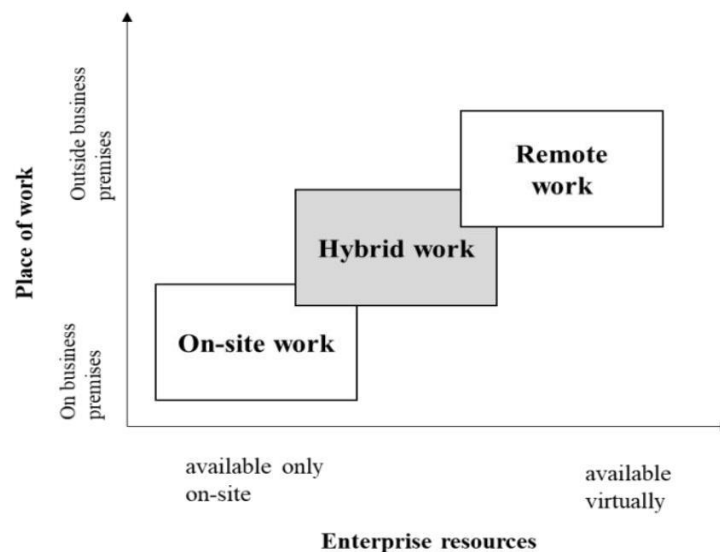 Place of work
Outside business
premises
On business
premises
Remote
work
Hybrid work
On-site work
available only
on-site
available
virtually
Enterprise resources